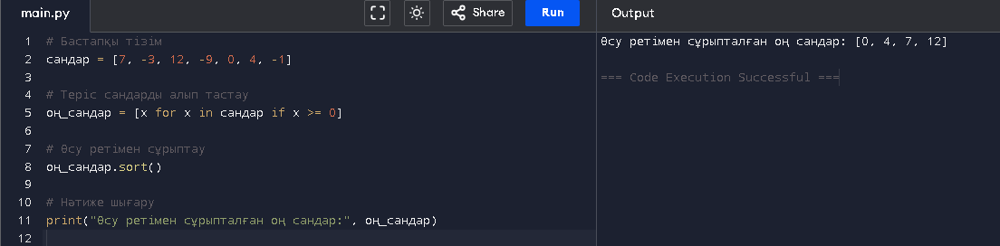 main.py
Share
Run
Output
1 # Бастапқы тізім
2 сандар = [7, -3, 12, -9, 0, 4, -1]
3
4 # Теріс сандарды алып тастау
5 оң_сандар = [x for x in сандар if x >= 0]
6
7 # Өсу ретімен сұрыптау
8 оң_сандар.sort()
9
10 # Нәтиже шығару
11 print("Өсу ретімен сұрыпталған оң сандар:", оң_сандар)
12
Өсу ретімен сұрыпталған оң сандар: [0, 4, 7, 12]
=== Code Execution Successful ===